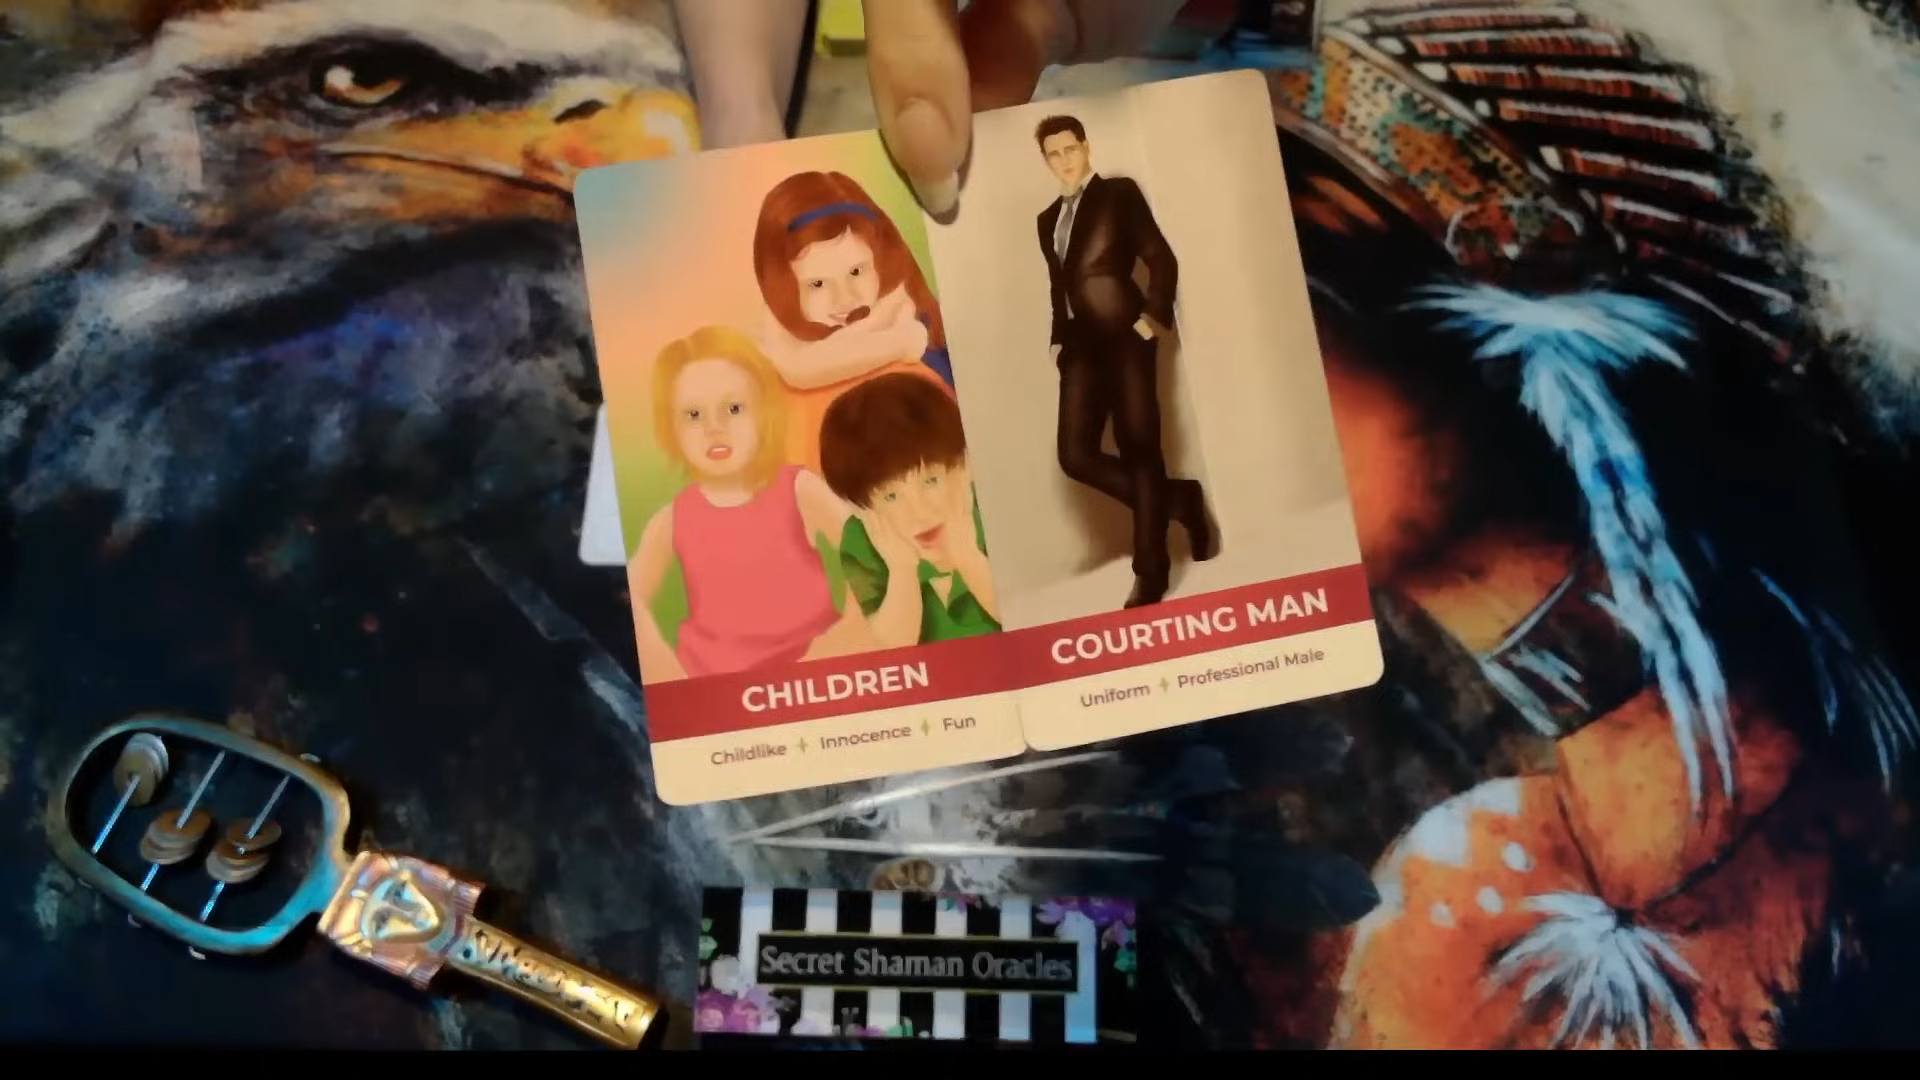 CHILDREN
Childlike + Innocence + Fun
COURTING MAN
Uniform + Professional Male
Secret Shaman Oracles